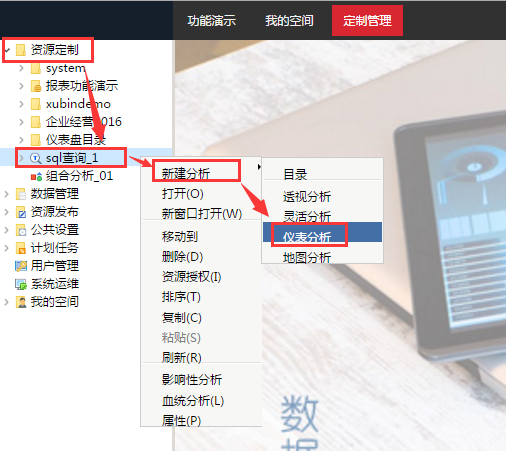 功能演示 我的空间 定制管理
资源定制
system
报表功能演示
xubindemo
企业经营2016
仪表盘目录
sql查询_1
组合分析_01
数据管理
资源发布
公共设置
计划任务
用户管理
系统运维
我的空间
新建分析
打开(O)
新窗口打开(W)
移动到
删除(D)
资源授权(I)
排序(T)
复制(C)
粘贴(S)
刷新(R)
影响性分析
血统分析(L)
属性(P)
目录
透视分析
灵活分析
仪表分析
地图分析
数
据